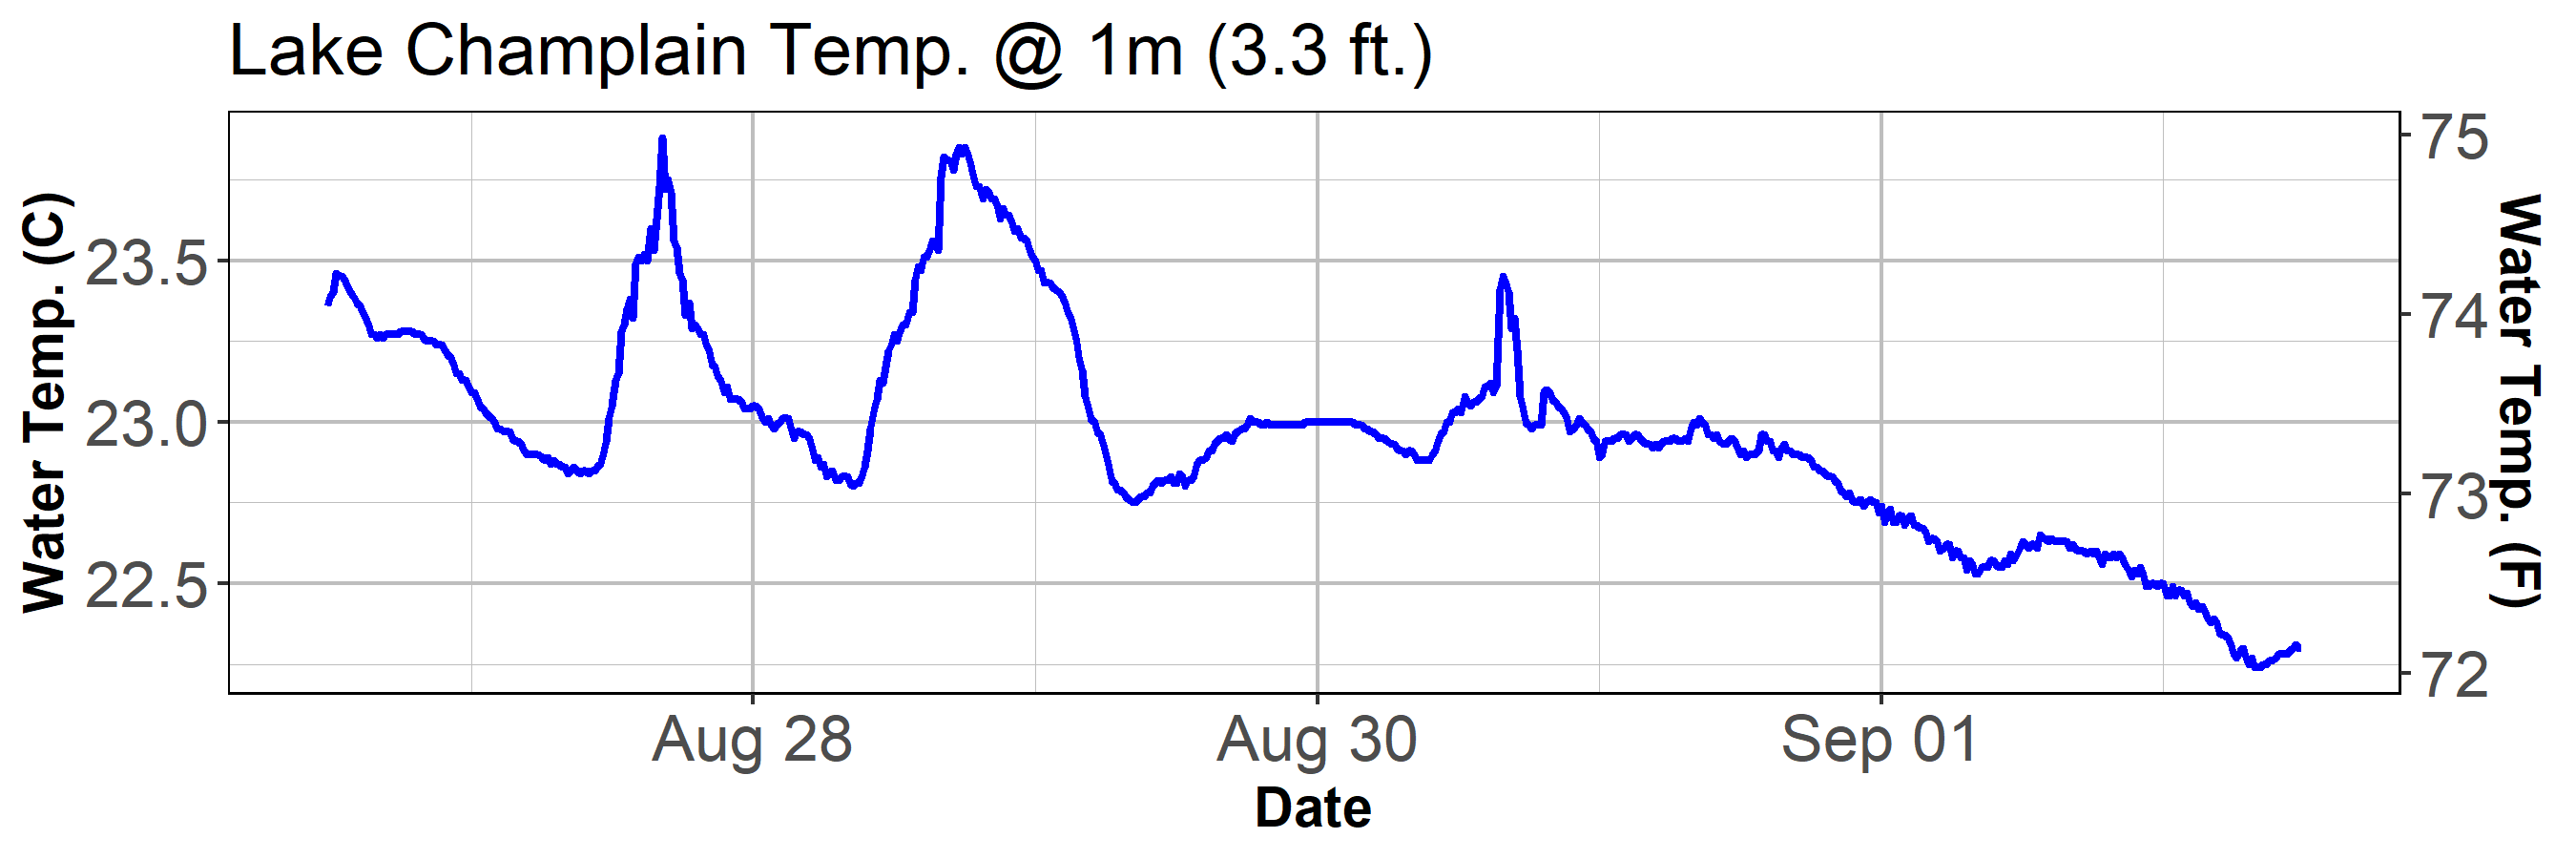 Lake Champlain Temp. @ 1m (3.3 ft.)
Water Temp. (C)
23.5
23.0
22.5
75
74
73
72
Water Temp. (F)
Aug 28
Aug 30
Sep 01
Date